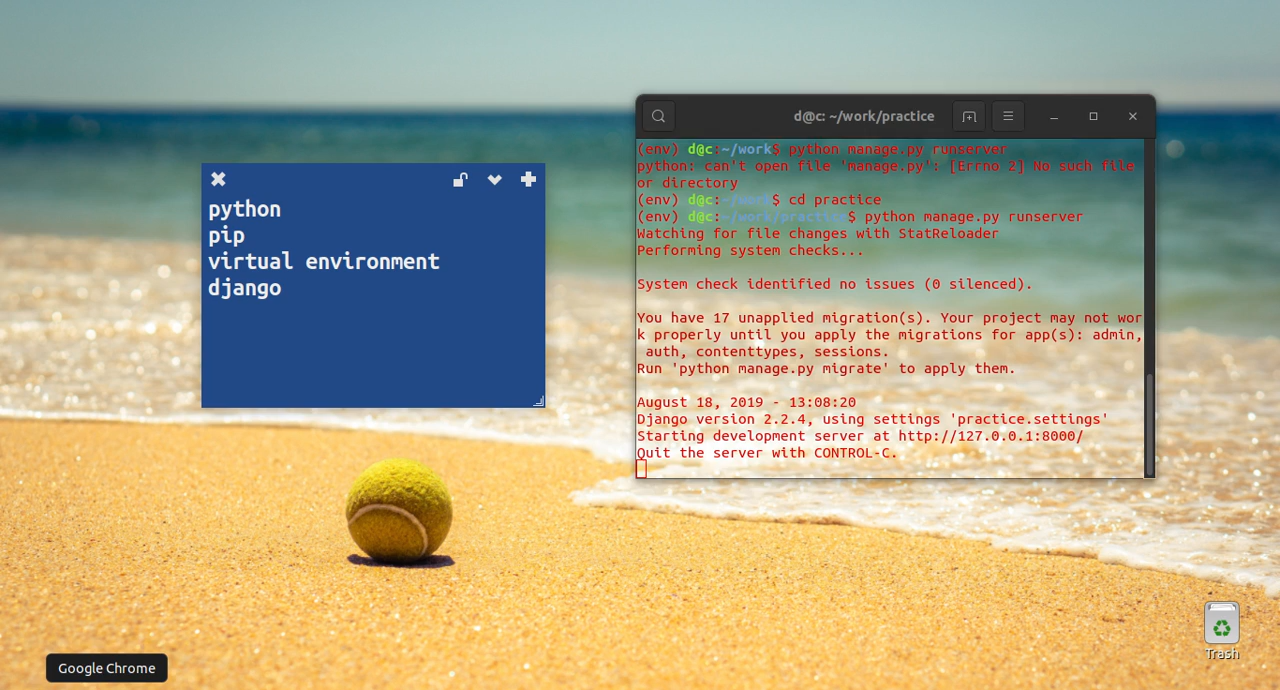 d@c: ~/work/practice
(env) d@c:~/work$ python manage.py runserver
python: can't open file 'manage.py': [Errno 2] No such file
or directory
(env) d@c:~/work$ cd practice
(env) d@c:~/work/practice$ python manage.py runserver
Watching for file changes with StatReloader
Performing system checks...
System check identified no issues (0 silenced).
You have 17 unapplied migration(s). Your project may not wor
k properly until you apply the migrations for app(s): admin,
 auth, contenttypes, sessions.
Run 'python manage.py migrate' to apply them.
August 18, 2019 - 13:08:20
Django version 2.2.4, using settings 'practice.settings'
Starting development server at http://127.0.0.1:8000/
Quit the server with CONTROL-C.
python
pip
virtual environment
django
Trash
Google Chrome